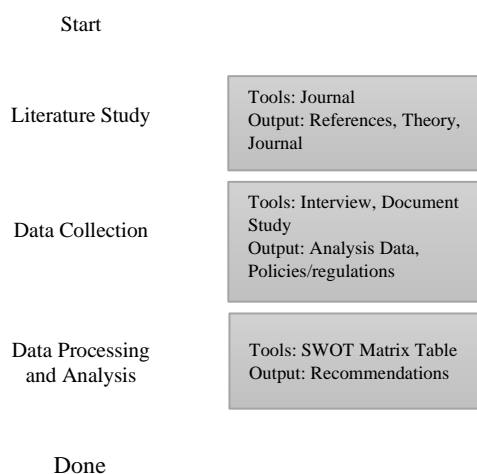 Start
Literature Study
Tools: Journal
Output: References, Theory,
Journal
Data Collection
Tools: Interview, Document
Study
Output: Analysis Data,
Policies/regulations
Data Processing
and Analysis
Tools: SWOT Matrix Table
Output: Recommendations
Done